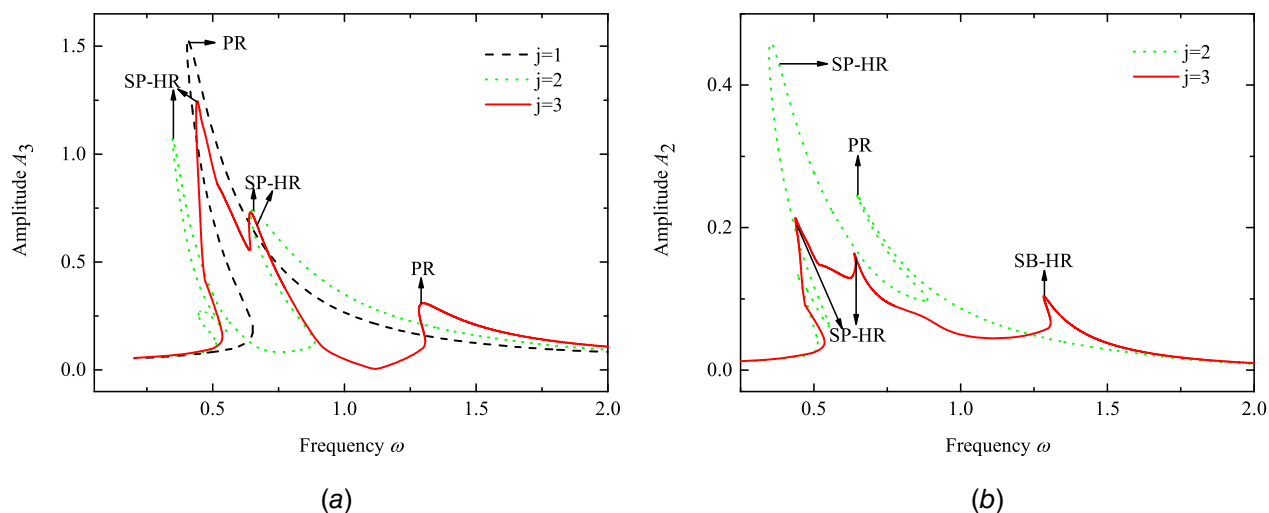 1.5
1.0
0.5
0.0
Amplitude A3
0.5
1.0
1.5
2.0
Frequency ω
PR
SP-HR
SP-HR
PR
j=1
j=2
j=3
(a)
0.4
0.2
0.0
Amplitude A2
0.5
1.0
1.5
2.0
Frequency ω
SP-HR
PR
SB-HR
SP-HR
j=2
j=3
(b)